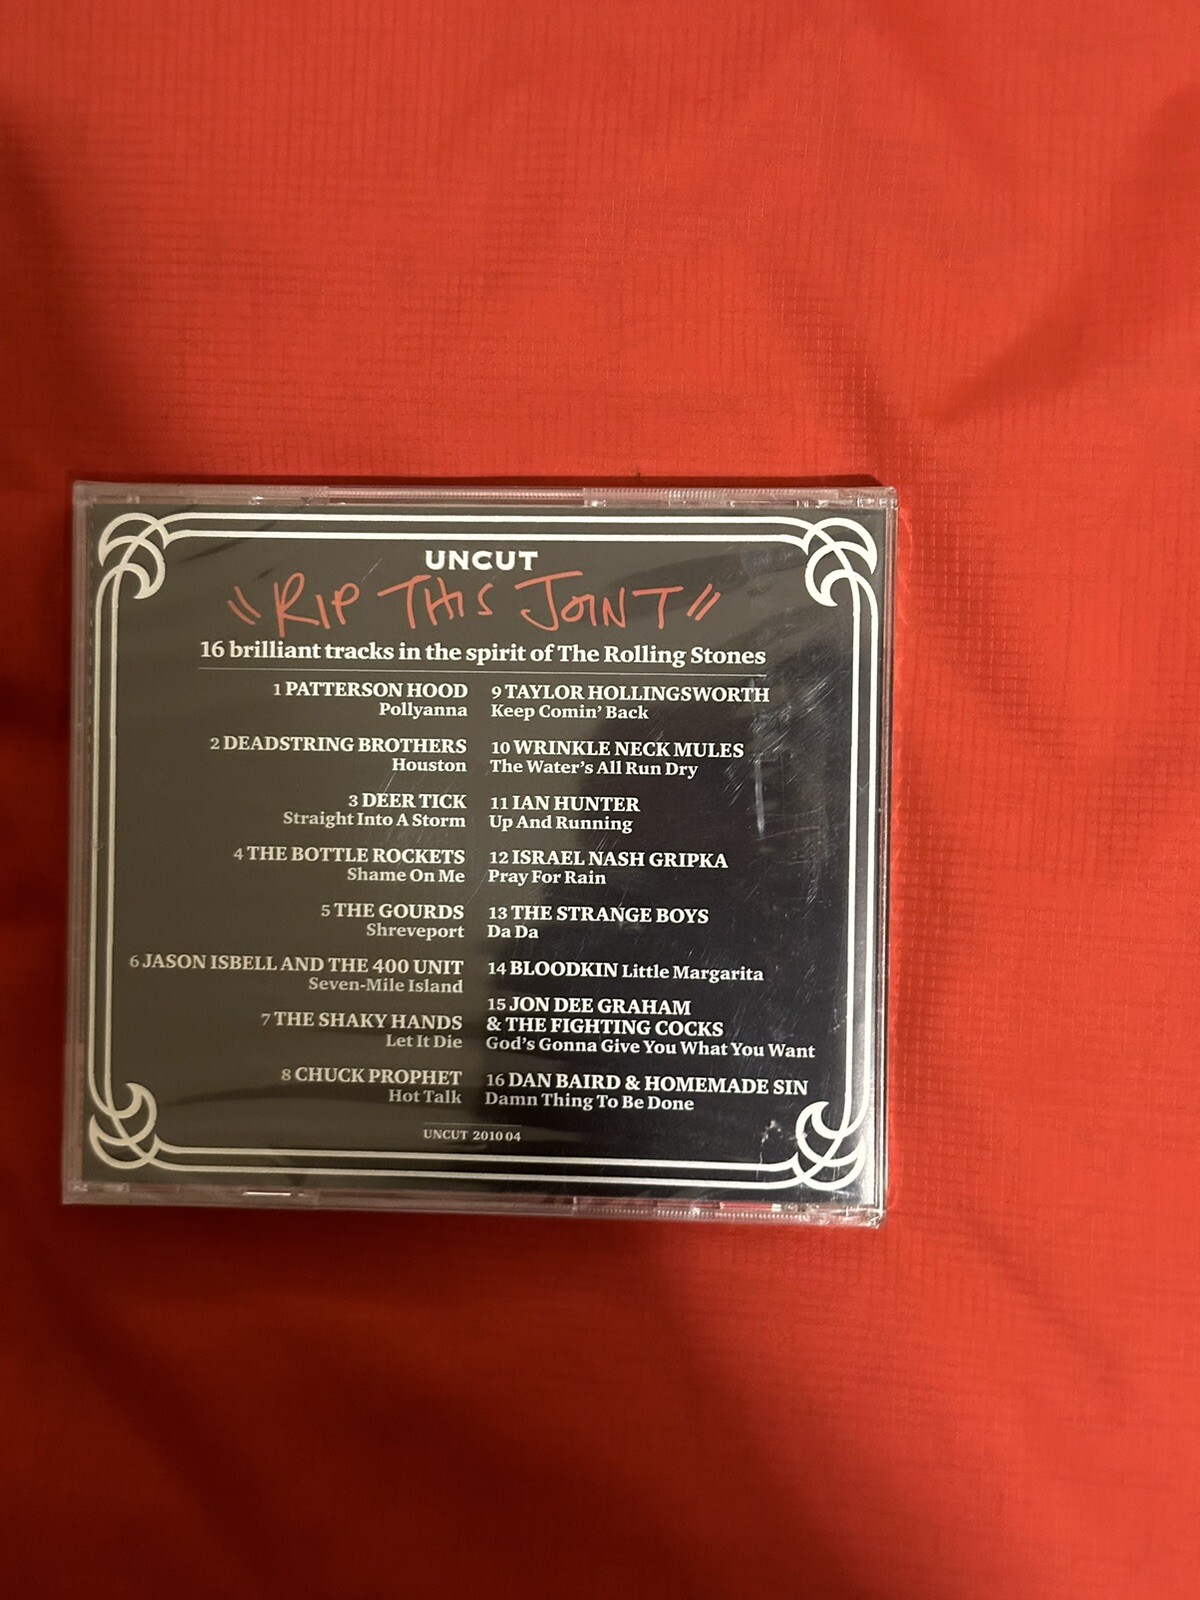 UNCUT
"RIP THIS JOINT"
16 brilliant tracks in the spirit of The Rolling Stones
1 PATTERSON HOOD
Pollyanna
2 DEADSTRING BROTHERS
Houston
3 DEER TICK
Straight Into A Storm
4 THE BOTTLE ROCKETS
Shame On Me
5 THE GOURDS
Shreveport
6 JASON ISBELL AND THE 400 UNIT
Seven-Mile Island
7 THE SHAKY HANDS
Let It Die
8 CHUCK PROPHET
Hot Talk
9 TAYLOR HOLLINGSWORTH
Keep Comin' Back
10 WRINKLE NECK MULES
The Water's All Run Dry
11 IAN HUNTER
Up And Running
12 ISRAEL NASH GRIPKA
Pray For Rain
13 THE STRANGE BOYS
Da Da
14 BLOODKIN Little Margarita
15 JON DEE GRAHAM
& THE FIGHTING COCKS
God's Gonna Give You What You Want
16 DAN BAIRD & HOMEMADE SIN
Damn Thing To Be Done
UNCUT 2010 04